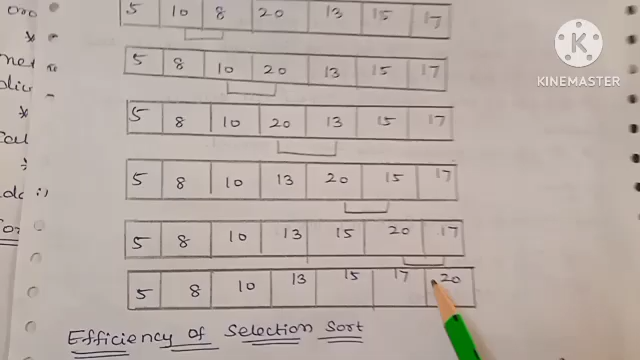 5 10 8 20 13 15 17
5 8 10 20 13 15 17
KINEMASTER
5 8 10 20 13 15 17
5 8 10 13 20 15 17
5 8 10 13 15 20 17
5 8 10 13 15 17 20
Efficiency of Selection Sort